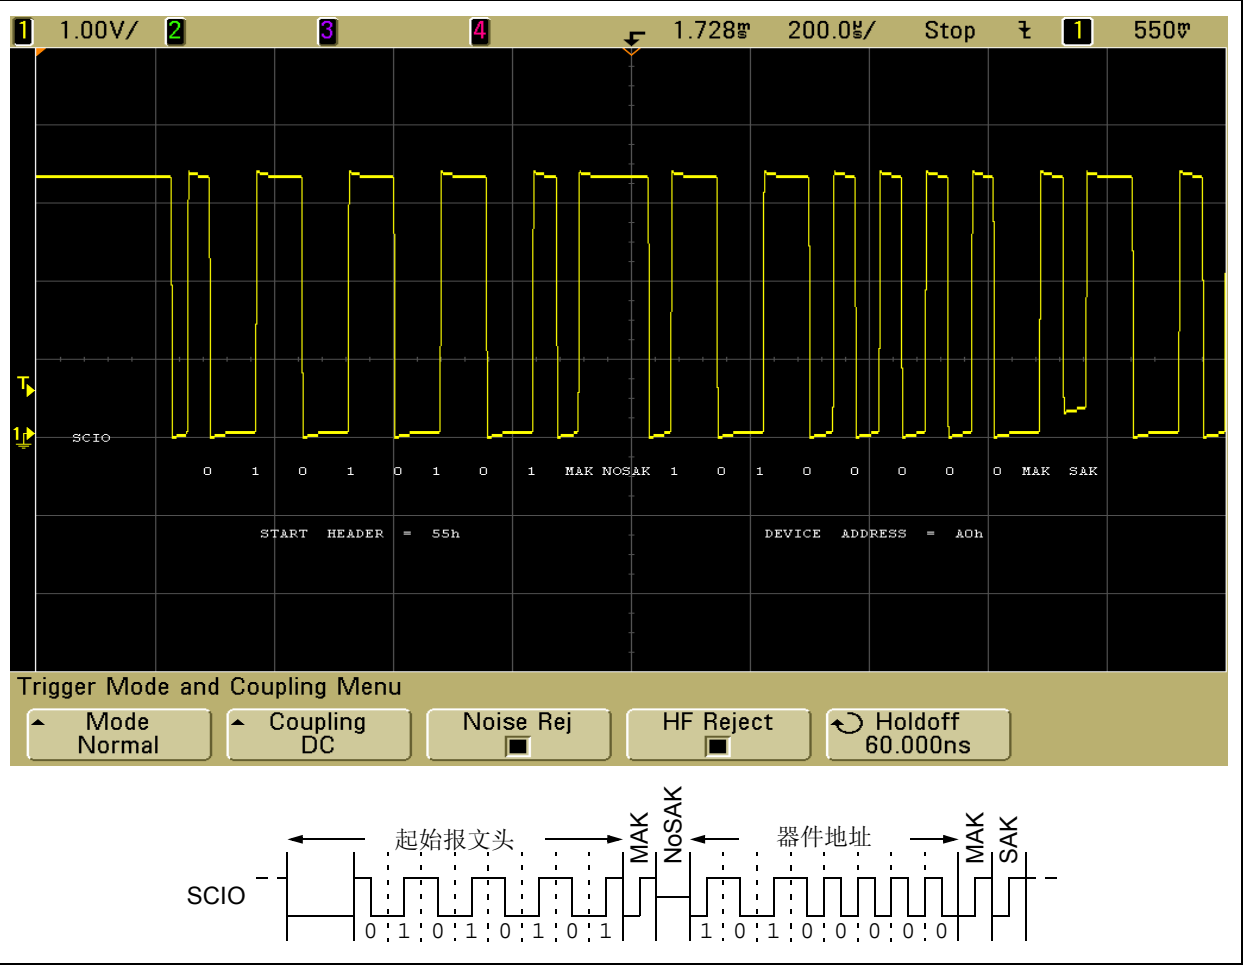 1 1.00V/ 2 3 4 1.728ms 200.0us/ Stop 1 550mV
T
1
SCIO
0 1 0 1 0 1 0 1 MAK NOSAK 1 0 1 0 0 0 0 0 MAK SAK
START HEADER = 55h DEVICE ADDRESS = A0h
Trigger Mode and Coupling Menu
Mode Normal
Coupling DC
Noise Rej
HF Reject
Holdoff 60.000ns
起始报文头 MAK NoSAK 器件地址 MAK SAK
SCIO
0 1 0 1 0 1 0 1 1 0 1 0 0 0 0 0